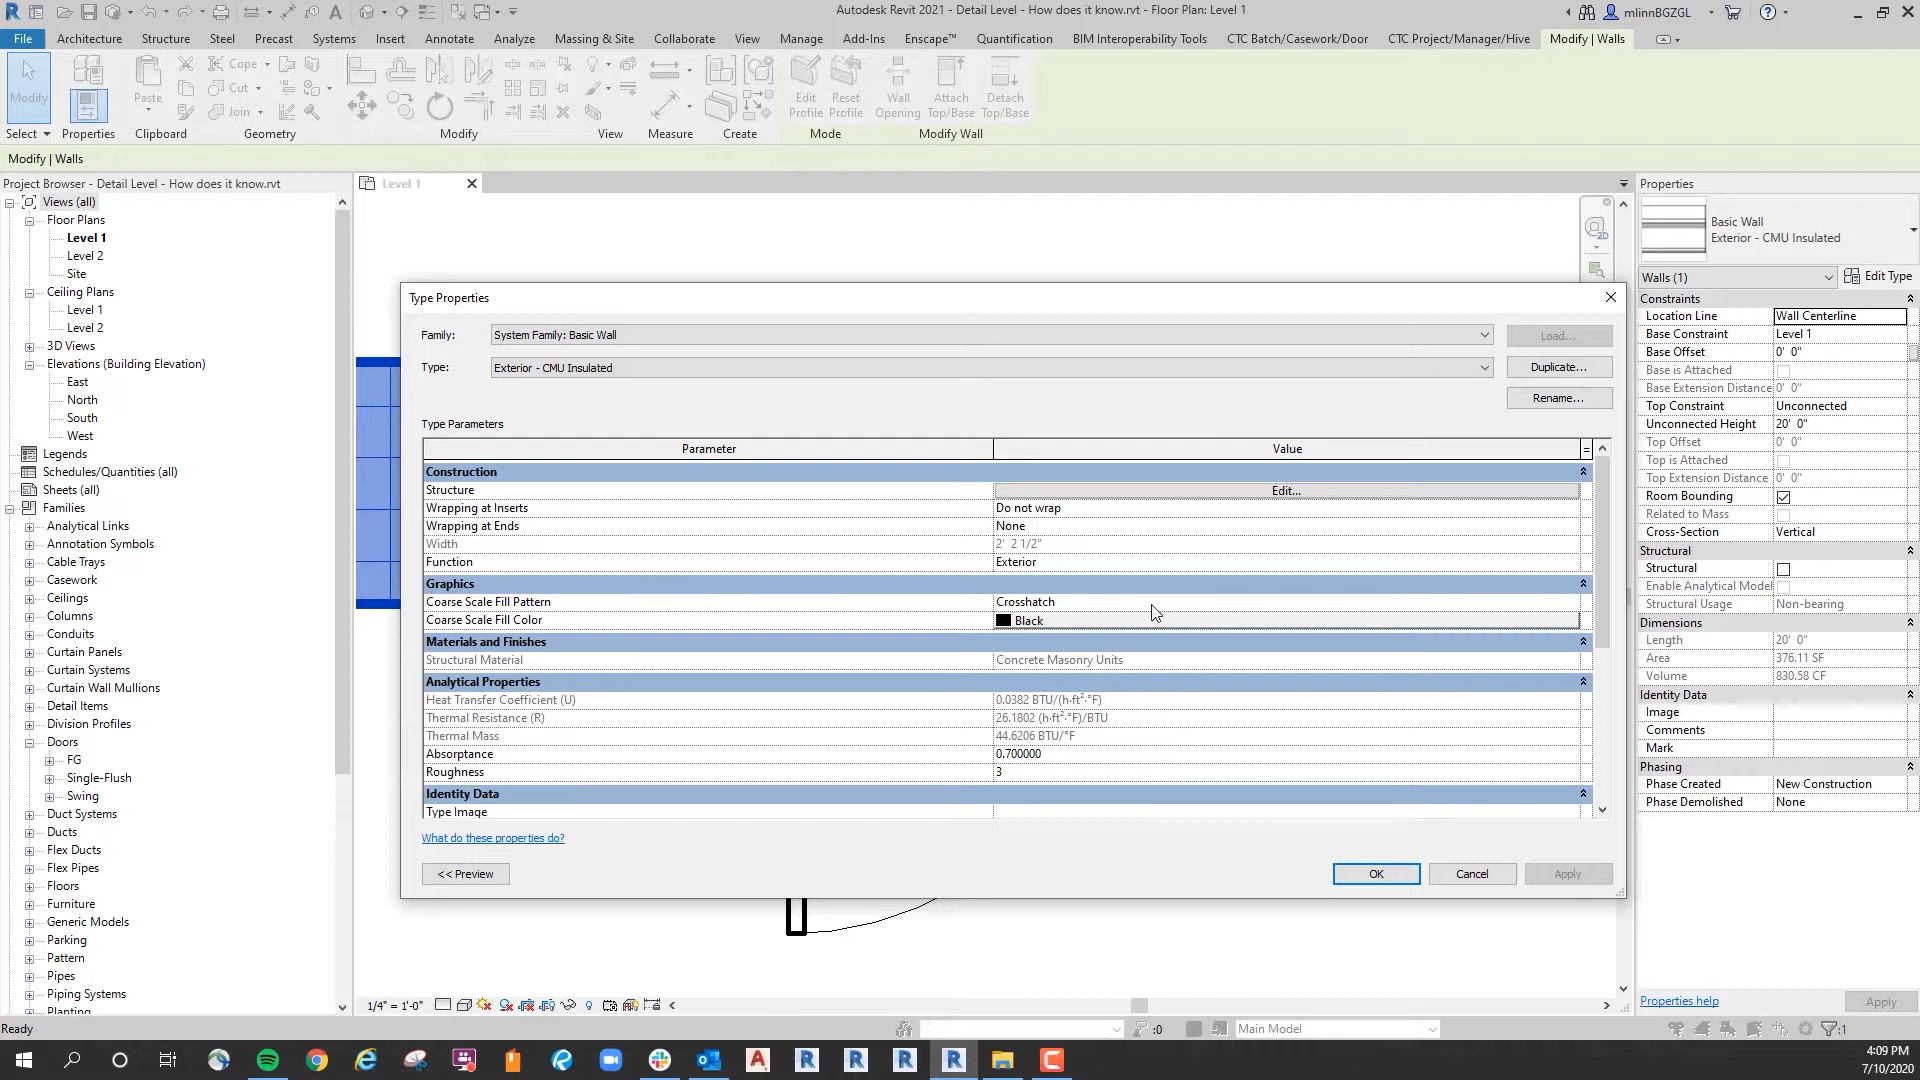 Autodesk Revit 2021 - Detail Level - How does it know.rvt - Floor Plan: Level 1
mlinnBGZGL
File Architecture Structure Steel Precast Systems Insert Annotate Analyze Massing & Site Collaborate View Manage Add-Ins Enscape™ Quantification BIM Interoperability Tools CTC Batch/Casework/Door CTC Project/Manager/Hive Modify | Walls
Modify
Paste
Cope
Cut
Join
Edit Profile
Reset Profile
Wall Opening
Attach Top/Base
Detach Top/Base
Select Properties Clipboard Geometry Modify View Measure Create Mode Modify Wall
Modify | Walls
Project Browser - Detail Level - How does it know.rvt
Views (all)
Floor Plans
Level 1
Level 2
Site
Ceiling Plans
Level 1
Level 2
3D Views
Elevations (Building Elevation)
East
North
South
West
Legends
Schedules/Quantities (all)
Sheets (all)
Families
Analytical Links
Annotation Symbols
Cable Trays
Casework
Ceilings
Columns
Conduits
Curtain Panels
Curtain Systems
Curtain Wall Mullions
Detail Items
Division Profiles
Doors
FG
Single-Flush
Swing
Duct Systems
Ducts
Flex Ducts
Flex Pipes
Floors
Furniture
Generic Models
Parking
Pattern
Pipes
Piping Systems
Planting
Level 1
2D
Type Properties
Family: System Family: Basic Wall Load...
Type: Exterior - CMU Insulated Duplicate...
Rename...
Type Parameters
Parameter Value =
Construction
Structure Edit...
Wrapping at Inserts Do not wrap
Wrapping at Ends None
Width 2' 2 1/2"
Function Exterior
Graphics
Coarse Scale Fill Pattern Crosshatch
Coarse Scale Fill Color Black
Materials and Finishes
Structural Material Concrete Masonry Units
Analytical Properties
Heat Transfer Coefficient (U) 0.0382 BTU/(h·ft²·°F)
Thermal Resistance (R) 26.1802 (h·ft²·°F)/BTU
Thermal Mass 44.6206 BTU/°F
Absorptance 0.700000
Roughness 3
Identity Data
Type Image
What do these properties do?
<< Preview OK Cancel Apply
1/4" = 1'-0"
Properties
Basic Wall
Exterior - CMU Insulated
Walls (1) Edit Type
Constraints
Location Line Wall Centerline
Base Constraint Level 1
Base Offset 0' 0"
Base is Attached
Base Extension Distance 0' 0"
Top Constraint Unconnected
Unconnected Height 20' 0"
Top Offset 0' 0"
Top is Attached
Top Extension Distance 0' 0"
Room Bounding
Related to Mass
Cross-Section Vertical
Structural
Structural
Enable Analytical Model
Structural Usage Non-bearing
Dimensions
Length 20' 0"
Area 376.11 SF
Volume 830.58 CF
Identity Data
Image
Comments
Mark
Phasing
Phase Created New Construction
Phase Demolished None
Properties help Apply
Ready :0 Main Model :1
4:09 PM
7/10/2020